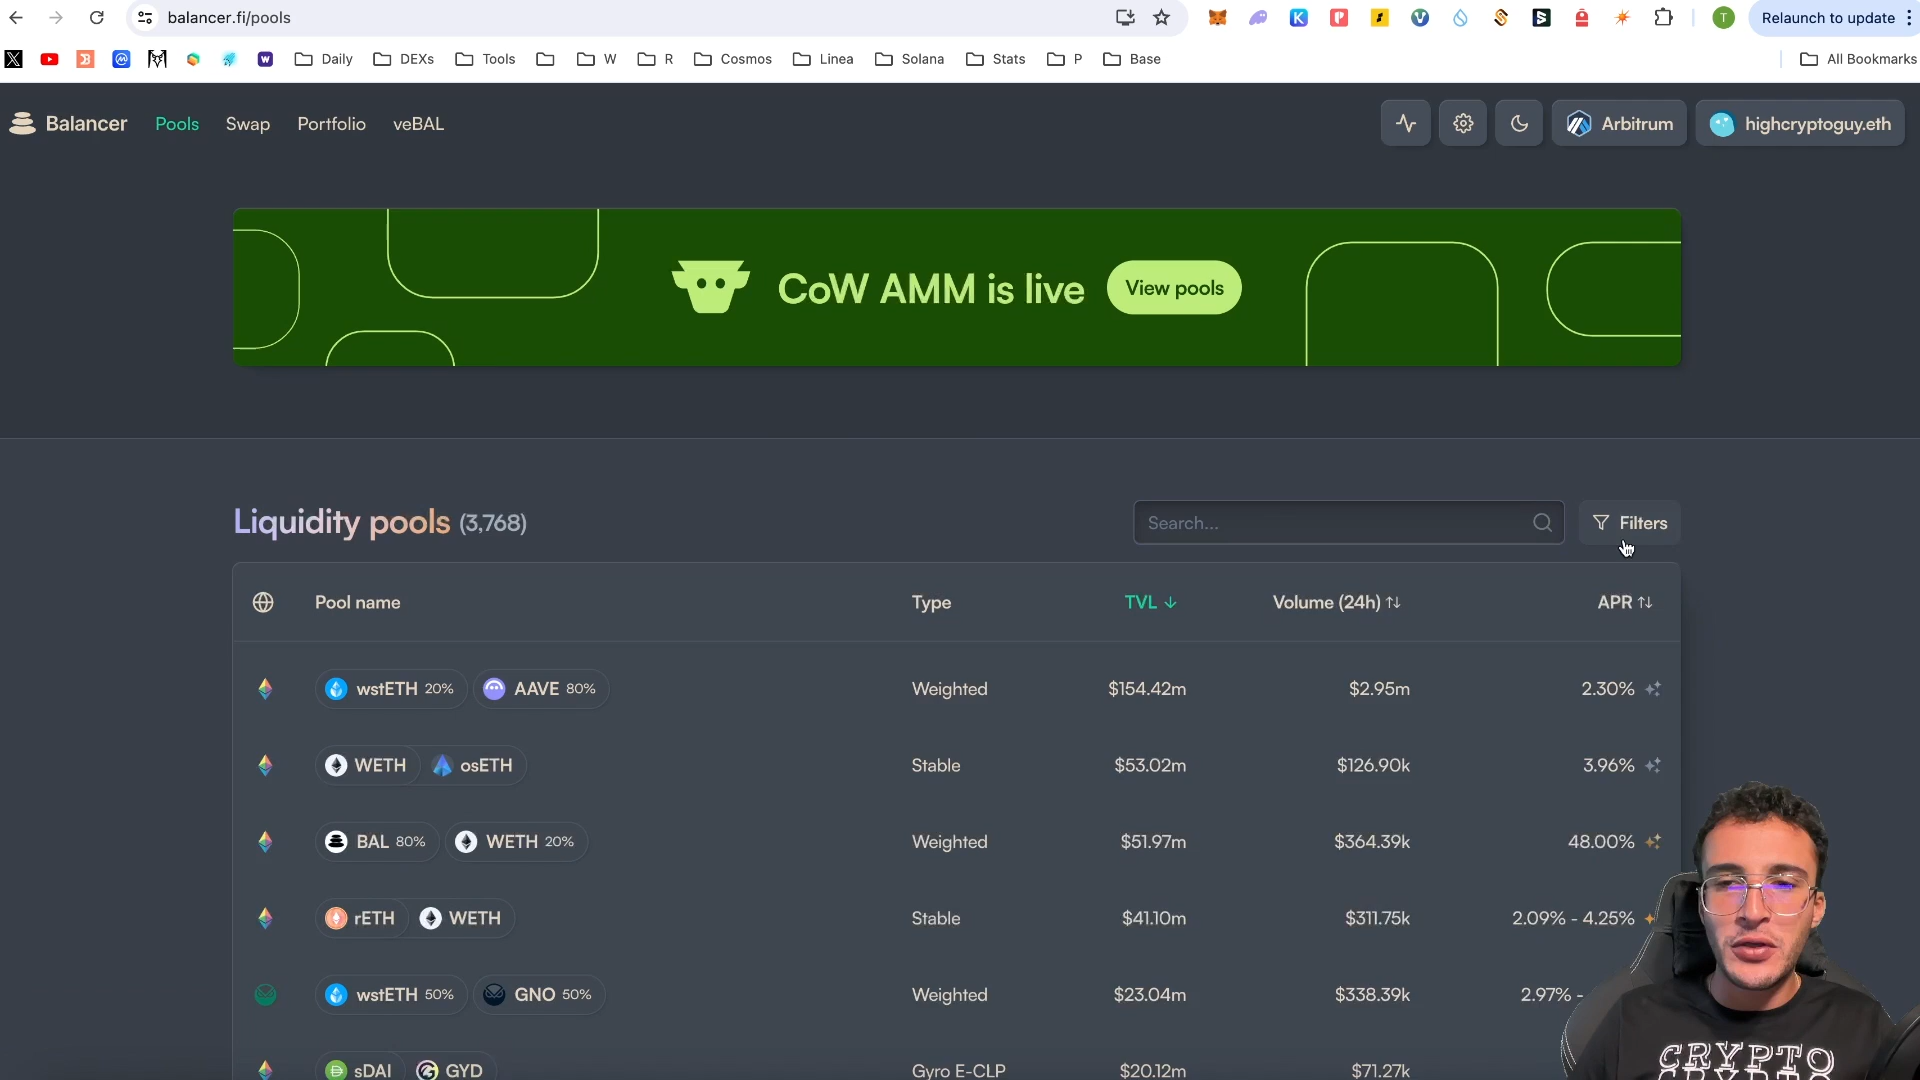 balancer.fi/pools
T
Relaunch to update
Daily
DEXs
Tools
W
R
Cosmos
Linea
Solana
Stats
P
Base
All Bookmarks
Balancer
Pools
Swap
Portfolio
veBAL
Arbitrum
highcryptoguy.eth
CoW AMM is live
View pools
Liquidity pools (3,768)
Search...
Filters
Pool name Type TVL Volume (24h) APR
wstETH 20% AAVE 80% Weighted $154.42m $2.95m 2.30%
WETH osETH Stable $53.02m $126.90k 3.96%
BAL 80% WETH 20% Weighted $51.97m $364.39k 48.00%
rETH WETH Stable $41.10m $311.75k 2.09% - 4.25%
wstETH 50% GNO 50% Weighted $23.04m $338.39k 2.97% -
sDAI GYD Gyro E-CLP $20.12m $71.27k
CRYPTO
CRYPTO